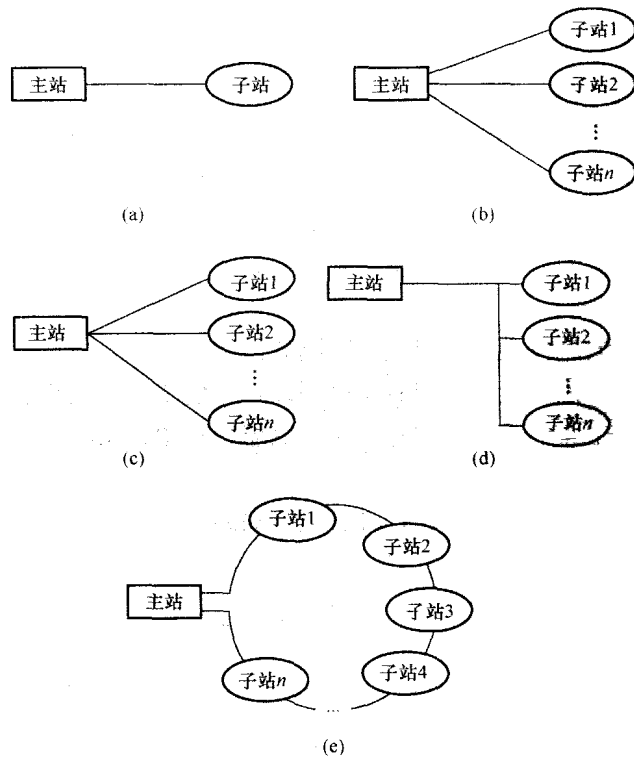 主站
子站
(a)
主站
子站1
子站2
⋮
子站n
(b)
主站
子站1
子站2
⋮
子站n
(c)
主站
子站1
子站2
⋮
子站n
(d)
主站
子站1
子站2
子站3
子站4
...
子站n
(e)